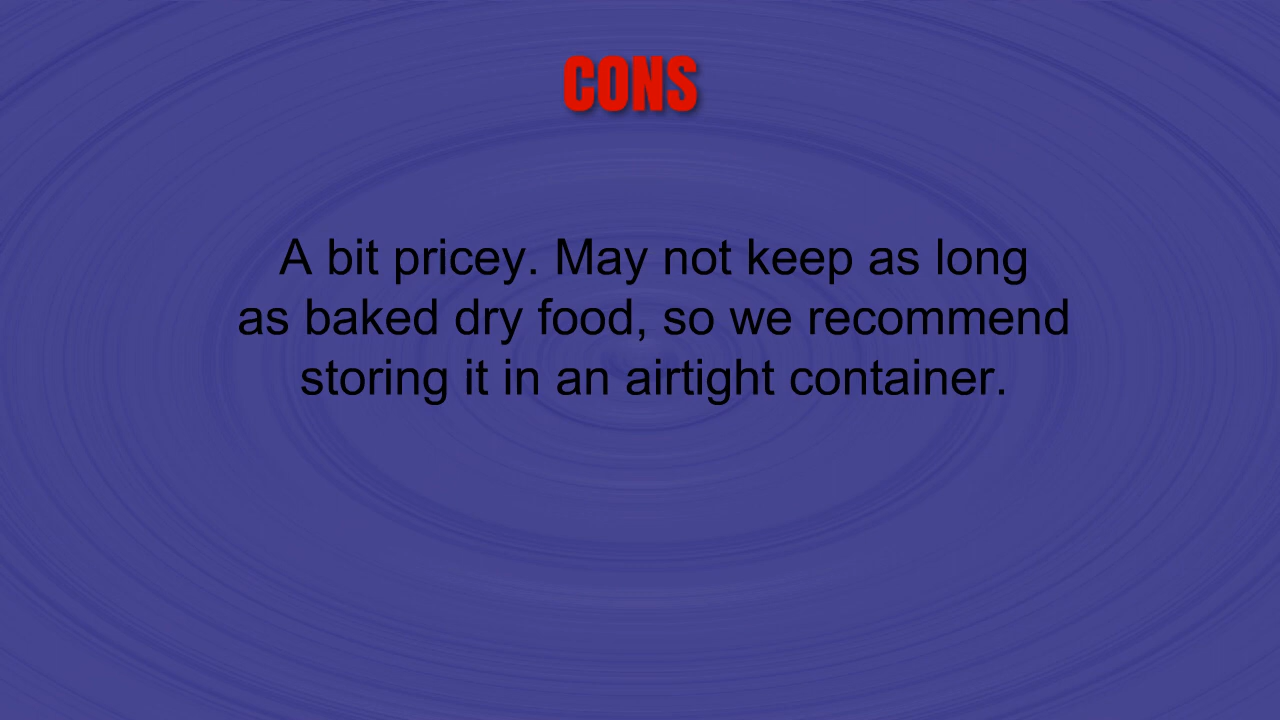 CONS
A bit pricey. May not keep as long
as baked dry food, so we recommend
storing it in an airtight container.